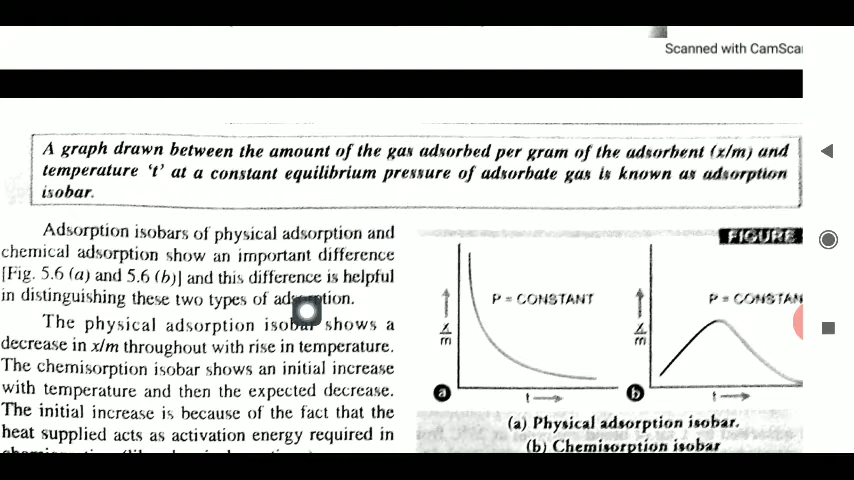 Scanned with CamSca
A graph drawn between the amount of the gas adsorbed per gram of the adsorbent (x/m) and
temperature 't' at a constant equilibrium pressure of adsorbate gas is known as adsorption
isobar.
Adsorption isobars of physical adsorption and
chemical adsorption show an important difference
[Fig. 5.6 (a) and 5.6 (b)] and this difference is helpful
in distinguishing these two types of adsorption.
The physical adsorption isobar shows a
decrease in x/m throughout with rise in temperature.
The chemisorption isobar shows an initial increase
with temperature and then the expected decrease.
The initial increase is because of the fact that the
heat supplied acts as activation energy required in
FIGURE
P = CONSTANT
x/m
t
a
P = CONSTAN
x/m
t
b
(a) Physical adsorption isobar.
(b) Chemisorption isobar